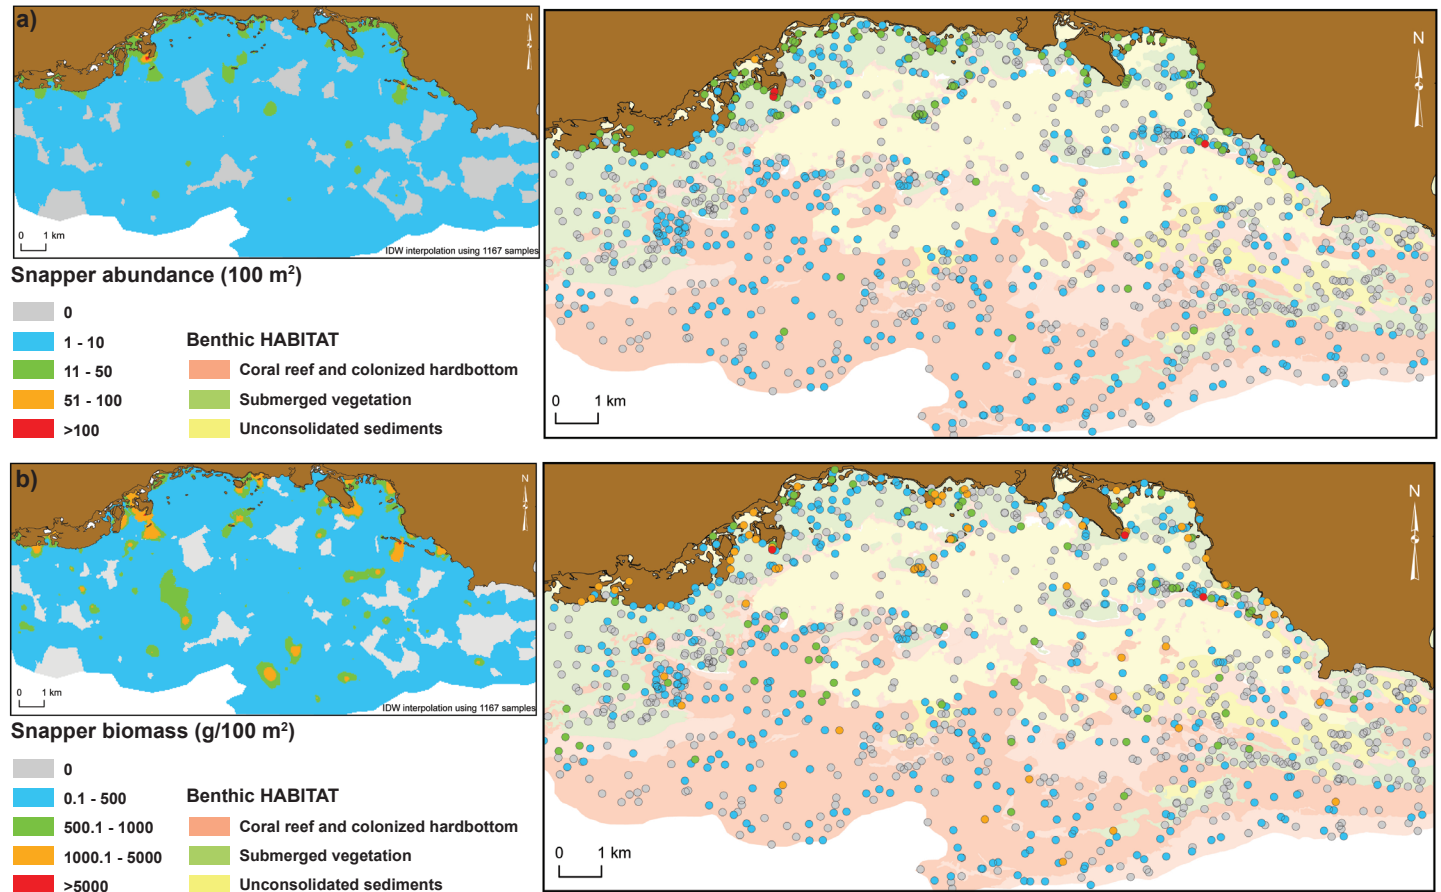 a)
N
0 1 km
IDW interpolation using 1167 samples
N
0 1 km
Snapper abundance (100 m²)
0
1 - 10
11 - 50
51 - 100
>100
Benthic HABITAT
Coral reef and colonized hardbottom
Submerged vegetation
Unconsolidated sediments
b)
N
0 1 km
IDW interpolation using 1167 samples
N
0 1 km
Snapper biomass (g/100 m²)
0
0.1 - 500
500.1 - 1000
1000.1 - 5000
>5000
Benthic HABITAT
Coral reef and colonized hardbottom
Submerged vegetation
Unconsolidated sediments